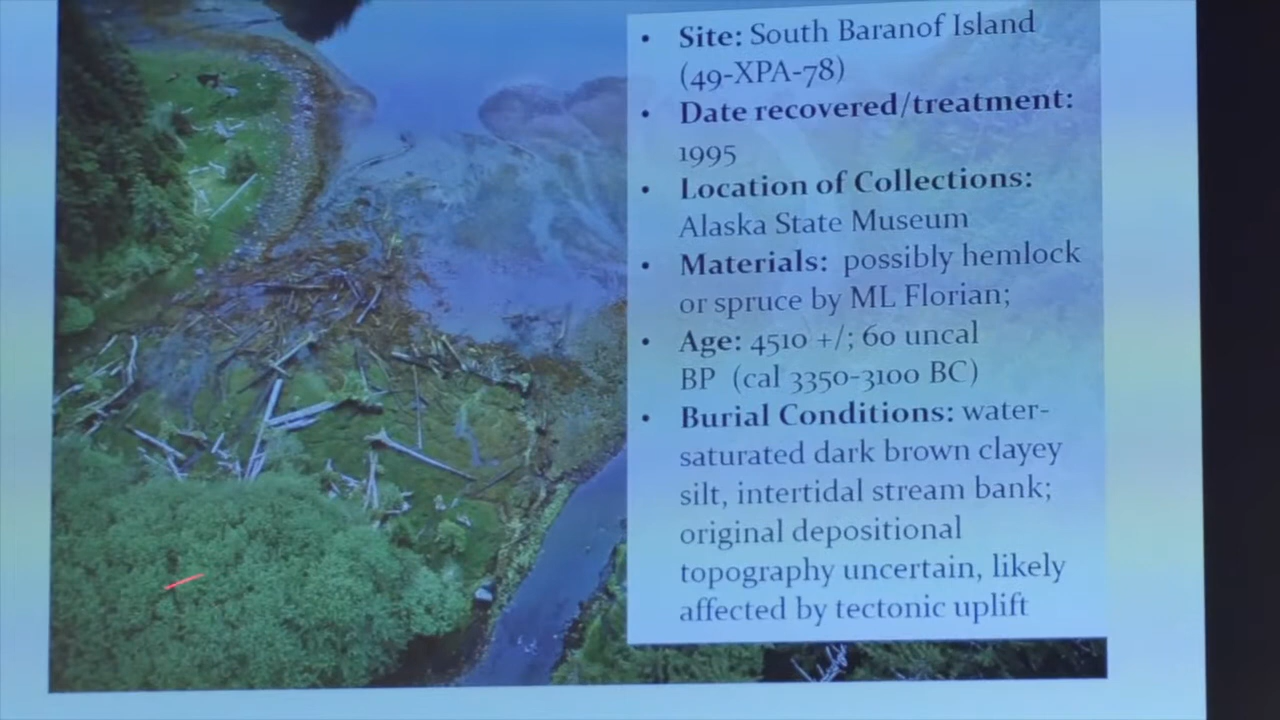 • Site: South Baranof Island
(49-XPA-78)
• Date recovered/treatment:
1995
• Location of Collections:
Alaska State Museum
• Materials: possibly hemlock
or spruce by ML Florian;
• Age: 4510 +/; 60 uncal
BP (cal 3350-3100 BC)
• Burial Conditions: water-
saturated dark brown clayey
silt, intertidal stream bank;
original depositional
topography uncertain, likely
affected by tectonic uplift